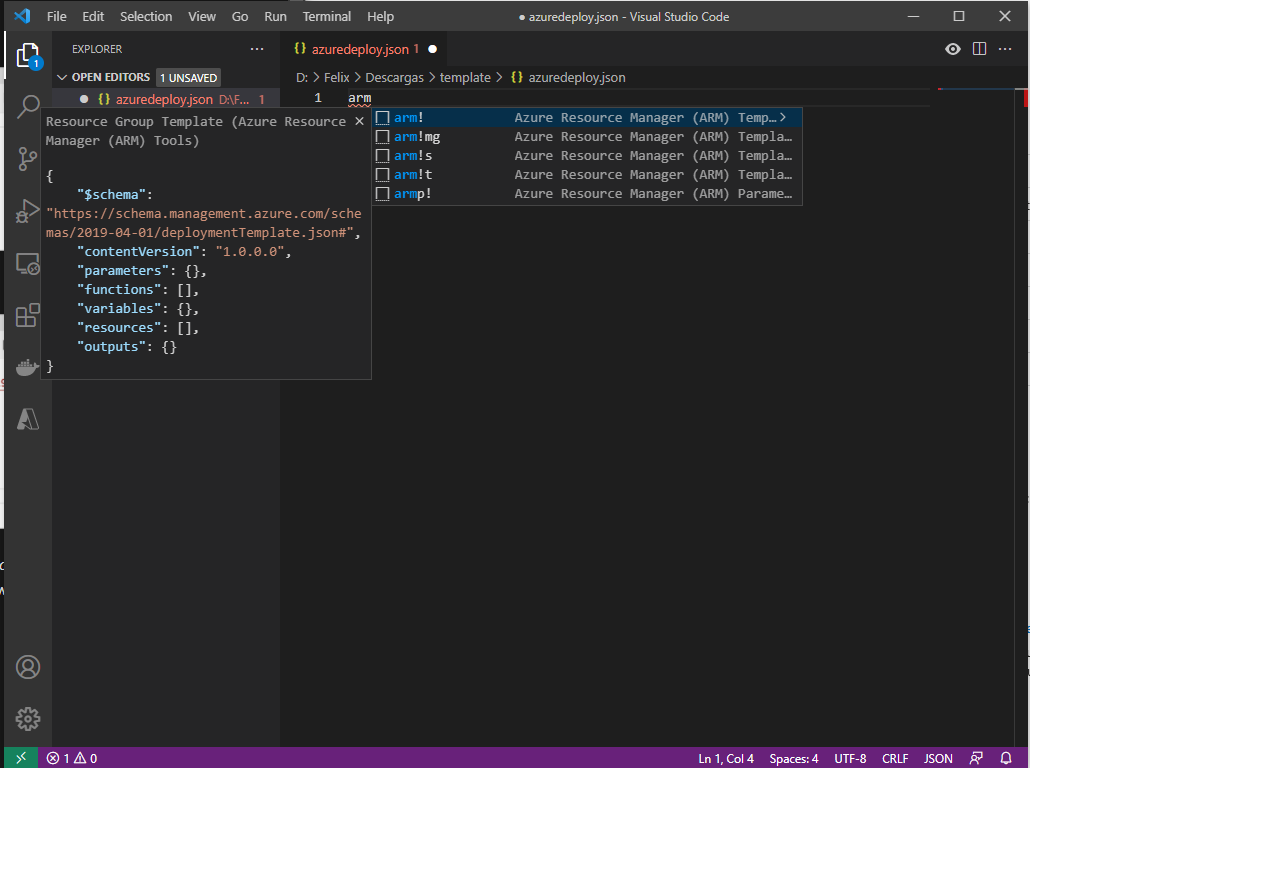 File Edit Selection View Go Run Terminal Help ● azuredeploy.json - Visual Studio Code
EXPLORER ···
{} azuredeploy.json 1 ●
OPEN EDITORS 1 UNSAVED
D: > Felix > Descargas > template > {} azuredeploy.json
● {} azuredeploy.json D:\F... 1
1 arm
1
Resource Group Template (Azure Resource
Manager (ARM) Tools)
{
"$schema":
"https://schema.management.azure.com/sche
mas/2019-04-01/deploymentTemplate.json#",
"contentVersion": "1.0.0.0",
"parameters": {},
"functions": [],
"variables": {},
"resources": [],
"outputs": {}
}
arm! Azure Resource Manager (ARM) Temp…>
arm!mg Azure Resource Manager (ARM) Templa…
arm!s Azure Resource Manager (ARM) Templa…
arm!t Azure Resource Manager (ARM) Templa…
armp! Azure Resource Manager (ARM) Parame…
1 0 Ln 1, Col 4 Spaces: 4 UTF-8 CRLF JSON